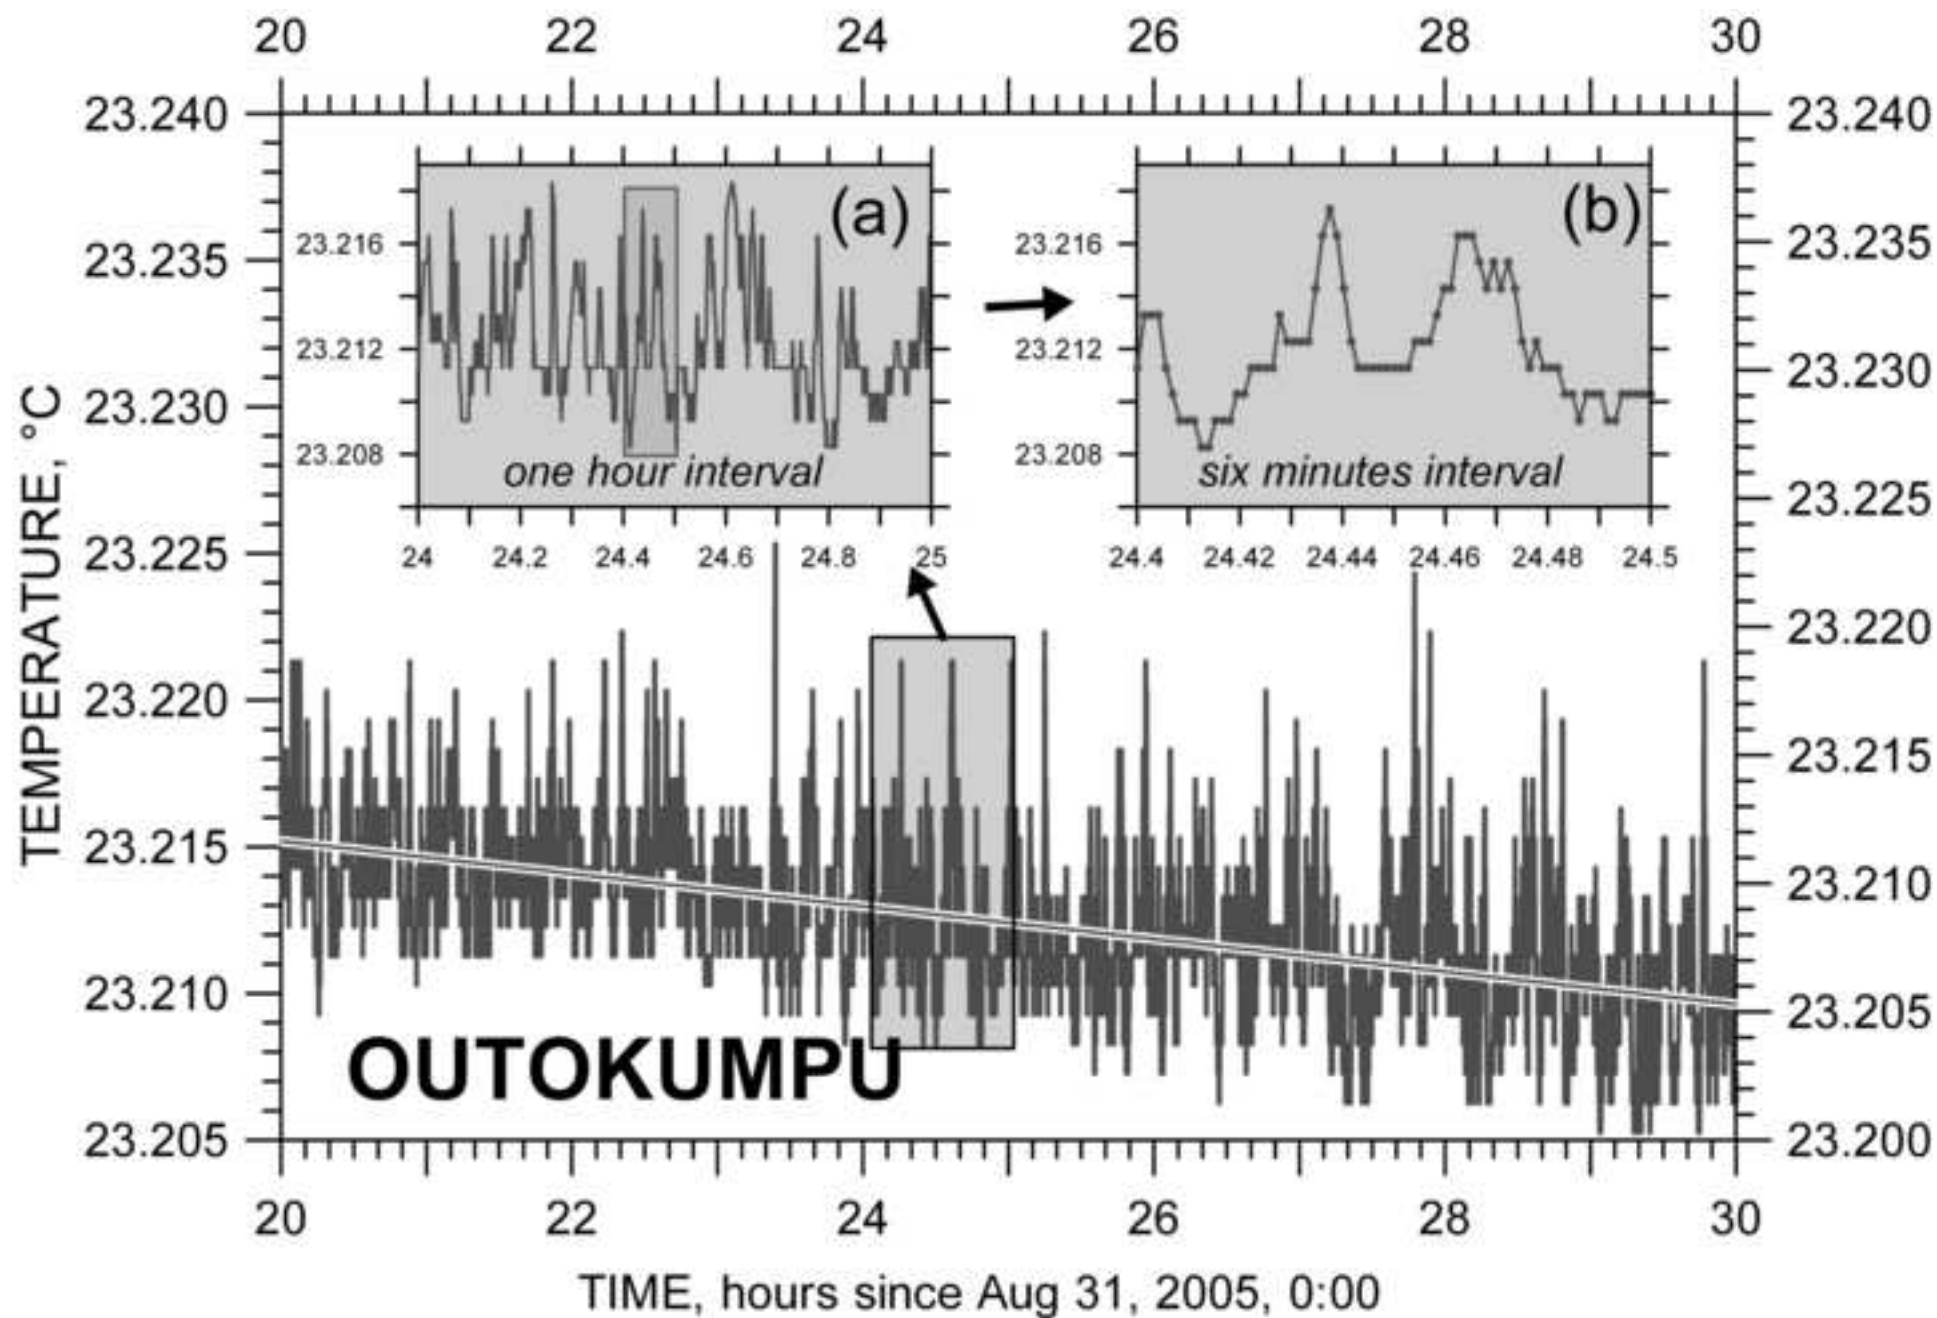 20 22 24 26 28 30
23.240 23.240
(a) (b)
23.216 23.216 23.235
23.235
23.212 23.212 23.230
23.230
23.208 23.208
one hour interval six minutes interval
23.225
23.225 24 24.2 24.4 24.6 24.8 25 24.4 24.42 24.44 24.46 24.48 24.5
TEMPERATURE, °C
23.220
23.220
23.215
23.215
23.210
23.210
23.205
OUTOKUMPU
23.205 23.200
20 22 24 26 28 30
TIME, hours since Aug 31, 2005, 0:00